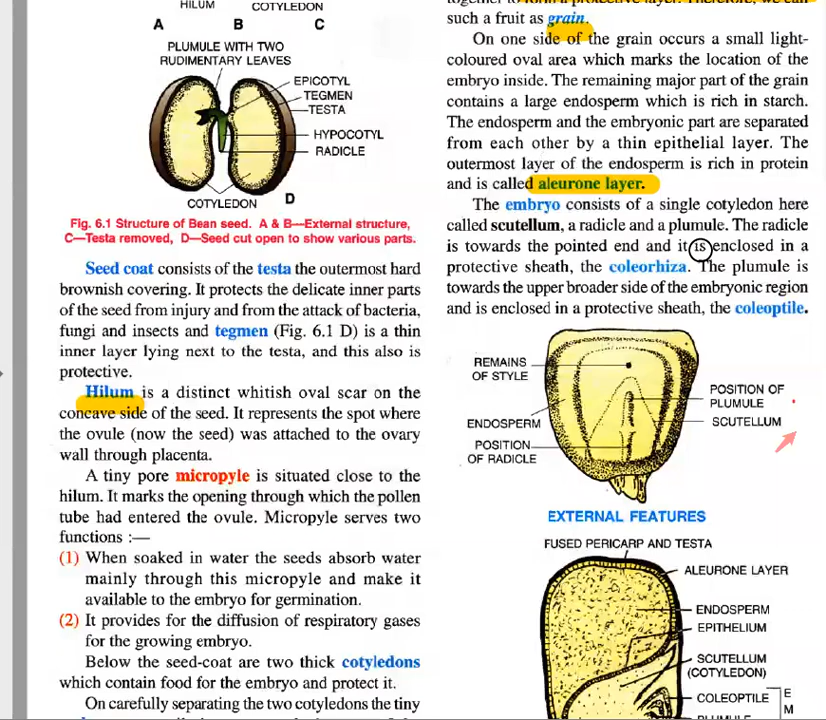 HILUM COTYLEDON
A B C
PLUMULE WITH TWO
RUDIMENTARY LEAVES
EPICOTYL
TEGMEN
TESTA
HYPOCOTYL
RADICLE
COTYLEDON D
Fig. 6.1 Structure of Bean seed. A & B—External structure,
C—Testa removed, D—Seed cut open to show various parts.
Seed coat consists of the testa the outermost hard
brownish covering. It protects the delicate inner parts
of the seed from injury and from the attack of bacteria,
fungi and insects and tegmen (Fig. 6.1 D) is a thin
inner layer lying next to the testa, and this also is
protective.
Hilum is a distinct whitish oval scar on the
concave side of the seed. It represents the spot where
the ovule (now the seed) was attached to the ovary
wall through placenta.
A tiny pore micropyle is situated close to the
hilum. It marks the opening through which the pollen
tube had entered the ovule. Micropyle serves two
functions :—
(1) When soaked in water the seeds absorb water
mainly through this micropyle and make it
available to the embryo for germination.
(2) It provides for the diffusion of respiratory gases
for the growing embryo.
Below the seed-coat are two thick cotyledons
which contain food for the embryo and protect it.
On carefully separating the two cotyledons the tiny
such a fruit as grain.
On one side of the grain occurs a small light-
coloured oval area which marks the location of the
embryo inside. The remaining major part of the grain
contains a large endosperm which is rich in starch.
The endosperm and the embryonic part are separated
from each other by a thin epithelial layer. The
outermost layer of the endosperm is rich in protein
and is called aleurone layer.
The embryo consists of a single cotyledon here
called scutellum, a radicle and a plumule. The radicle
is towards the pointed end and it is enclosed in a
protective sheath, the coleorhiza. The plumule is
towards the upper broader side of the embryonic region
and is enclosed in a protective sheath, the coleoptile.
REMAINS
OF STYLE
POSITION OF
PLUMULE
ENDOSPERM
SCUTELLUM
POSITION
OF RADICLE
EXTERNAL FEATURES
FUSED PERICARP AND TESTA
ALEURONE LAYER
ENDOSPERM
EPITHELIUM
SCUTELLUM
(COTYLEDON)
COLEOPTILE
E
M
PLUMULE